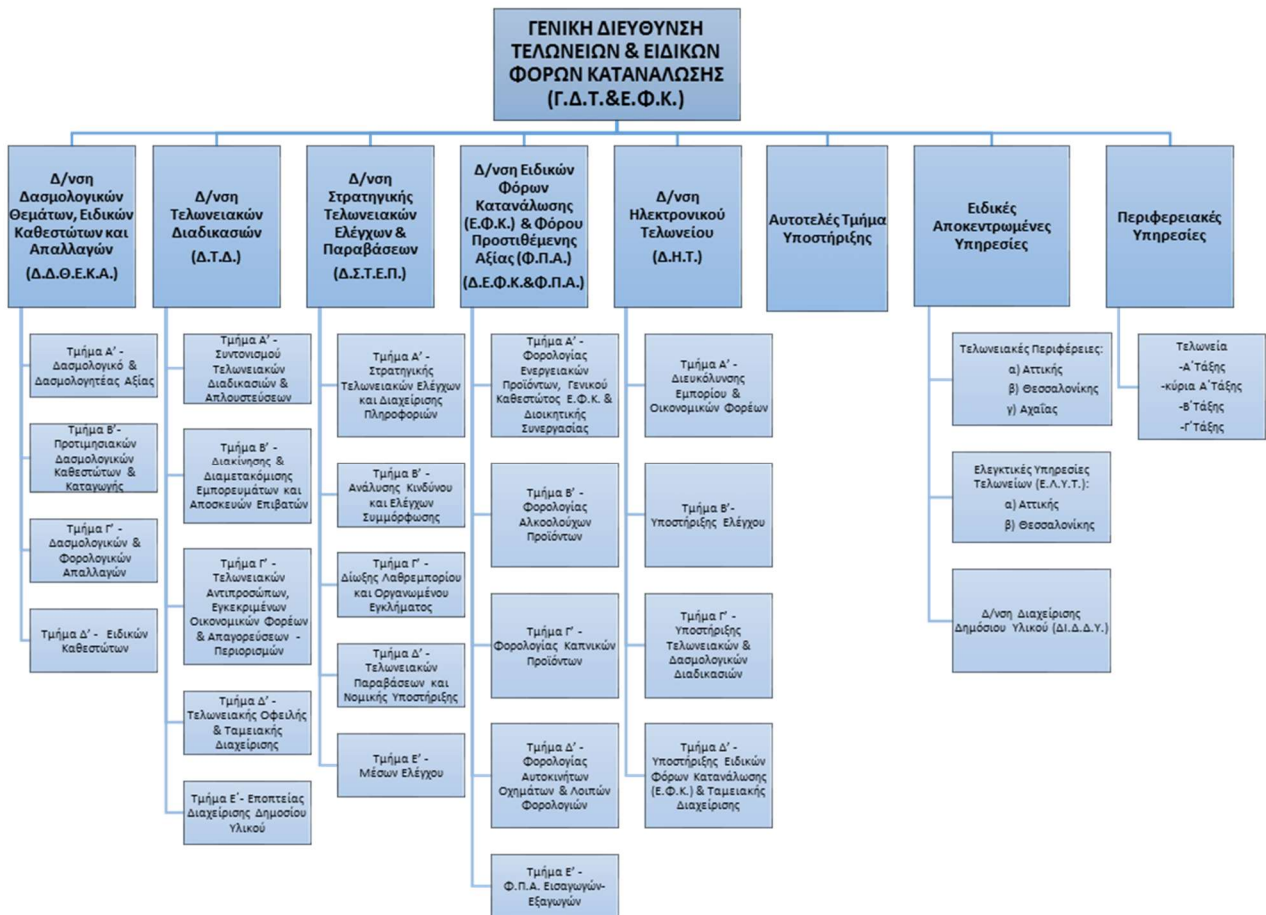 ΓΕΝΙΚΗ ΔΙΕΥΘΥΝΣΗ
ΤΕΛΩΝΕΙΩΝ & ΕΙΔΙΚΩΝ
ΦΟΡΩΝ ΚΑΤΑΝΑΛΩΣΗΣ
(Γ.Δ.Τ.&Ε.Φ.Κ.)
Δ/νση
Δασμολογικών
Θεμάτων, Ειδικών
Καθεστώτων και
Απαλλαγών
(Δ.Δ.Θ.Ε.Κ.Α.)
Τμήμα Α’ -
Δασμολογικό &
Δασμολογητέας Αξίας
Τμήμα Β’-
Προτιμησιακών
Δασμολογικών
Καθεστώτων &
Καταγωγής
Τμήμα Γ’ -
Δασμολογικών &
Φορολογικών
Απαλλαγών
Τμήμα Δ’ - Ειδικών
Καθεστώτων
Δ/νση
Τελωνειακών
Διαδικασιών
(Δ.Τ.Δ.)
Τμήμα Α’ -
Συντονισμού
Τελωνειακών
Διαδικασιών &
Απλουστεύσεων
Τμήμα Β’ -
Διακίνησης &
Διαμετακόμισης
Εμπορευμάτων και
Αποσκευών Επιβατών
Τμήμα Γ’ -
Τελωνειακών
Αντιπροσώπων,
Εγκεκριμένων
Οικονομικών Φορέων
& Απαγορεύσεων -
Περιορισμών
Τμήμα Δ’ -
Τελωνειακής Οφειλής
& Ταμειακής
Διαχείρισης
Τμήμα Ε΄- Εποπτείας
Διαχείρισης Δημοσίου
Υλικού
Δ/νση
Στρατηγικής
Τελωνειακών
Ελέγχων &
Παραβάσεων
(Δ.Σ.Τ.Ε.Π.)
Τμήμα Α’ -
Στρατηγικής
Τελωνειακών Ελέγχων
και Διαχείρισης
Πληροφοριών
Τμήμα Β’ -
Ανάλυσης Κινδύνου
και Ελέγχων
Συμμόρφωσης
Τμήμα Γ’ -
Δίωξης Λαθρεμπορίου
και Οργανωμένου
Εγκλήματος
Τμήμα Δ’ -
Τελωνειακών
Παραβάσεων και
Νομικής Υποστήριξης
Τμήμα Ε’ -
Μέσων Ελέγχου
Δ/νση Ειδικών
Φόρων
Κατανάλωσης
(Ε.Φ.Κ.) & Φόρου
Προστιθέμενης
Αξίας (Φ.Π.Α.)
(Δ.Ε.Φ.Κ.&Φ.Π.Α.)
Τμήμα Α’ -
Φορολογίας
Ενεργειακών
Προϊόντων, Γενικού
Καθεστώτος Ε.Φ.Κ. &
Διοικητικής
Συνεργασίας
Τμήμα Β’ -
Φορολογίας
Αλκοολούχων
Προϊόντων
Τμήμα Γ’ -
Φορολογίας Καπνικών
Προϊόντων
Τμήμα Δ’ -
Φορολογίας
Αυτοκινήτων
Οχημάτων & Λοιπών
Φορολογιών
Τμήμα Ε’ -
Φ.Π.Α. Εισαγωγών-
Εξαγωγών
Δ/νση
Ηλεκτρονικού
Τελωνείου
(Δ.Η.Τ.)
Τμήμα Α’ -
Διευκόλυνσης
Εμπορίου &
Οικονομικών Φορέων
Τμήμα Β’-
Υποστήριξης Ελέγχου
Τμήμα Γ’ -
Υποστήριξης
Τελωνειακών &
Δασμολογικών
Διαδικασιών
Τμήμα Δ’ -
Υποστήριξης Ειδικών
Φόρων Κατανάλωσης
(Ε.Φ.Κ.) & Ταμειακής
Διαχείρισης
Αυτοτελές Τμήμα
Υποστήριξης
Ειδικές
Αποκεντρωμένες
Υπηρεσίες
Τελωνειακές Περιφέρειες:
α) Αττικής
β) Θεσσαλονίκης
γ) Αχαΐας
Ελεγκτικές Υπηρεσίες
Τελωνείων (Ε.Λ.Υ.Τ.):
α) Αττικής
β) Θεσσαλονίκης
Δ/νση Διαχείρισης
Δημόσιου Υλικού (ΔΙ.Δ.Δ.Υ.)
Περιφερειακές
Υπηρεσίες
Τελωνεία
-Α΄Τάξης
-κύρια Α΄Τάξης
-Β΄Τάξης
-Γ΄Τάξης